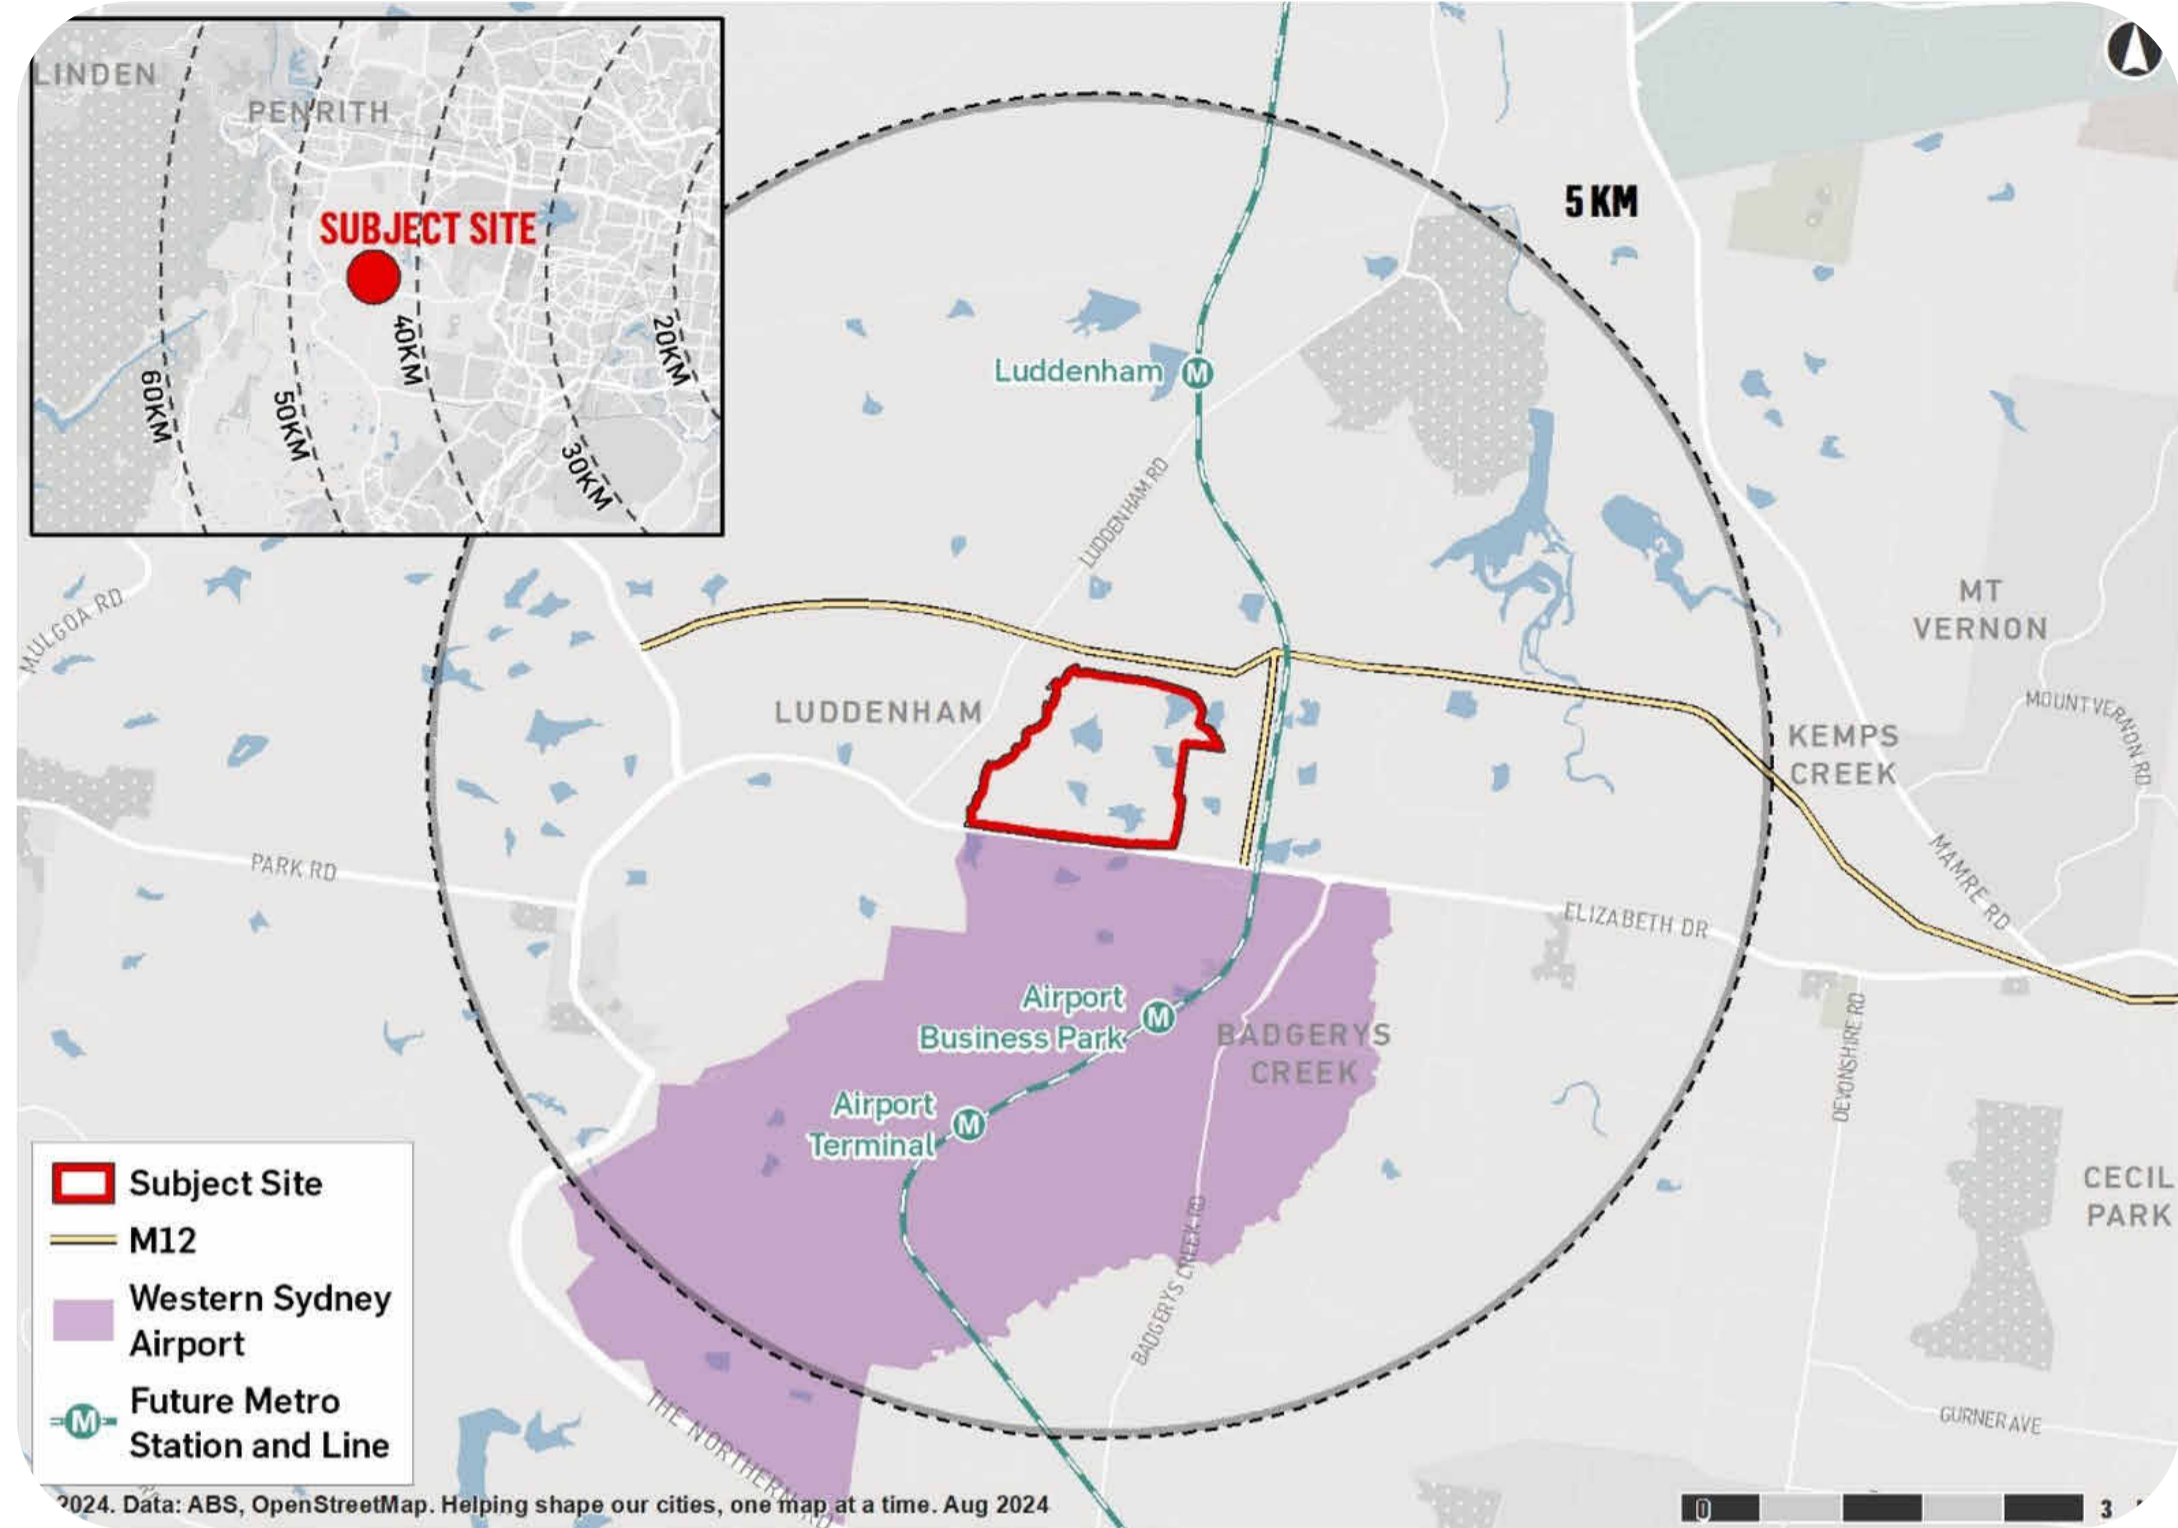 LINDEN
PENRITH
SUBJECT SITE
60KM
50KM
40KM
30KM
20KM
5 KM
Luddenham
LUDDENHAM RD
MULGOA RD
LUDDENHAM
MT
VERNON
MOUNT VERNON RD
KEMPS
CREEK
MAMRE RD
PARK RD
ELIZABETH DR
Airport
Business Park
BADGERYS
CREEK
Airport
Terminal
DEVONSHIRE RD
BADGERYS CREEK RD
CECIL
PARK
THE NORTHERN RD
GURNER AVE
Subject Site
M12
Western Sydney
Airport
Future Metro
Station and Line
2024. Data: ABS, OpenStreetMap. Helping shape our cities, one map at a time. Aug 2024
0
3
M
M
M
M